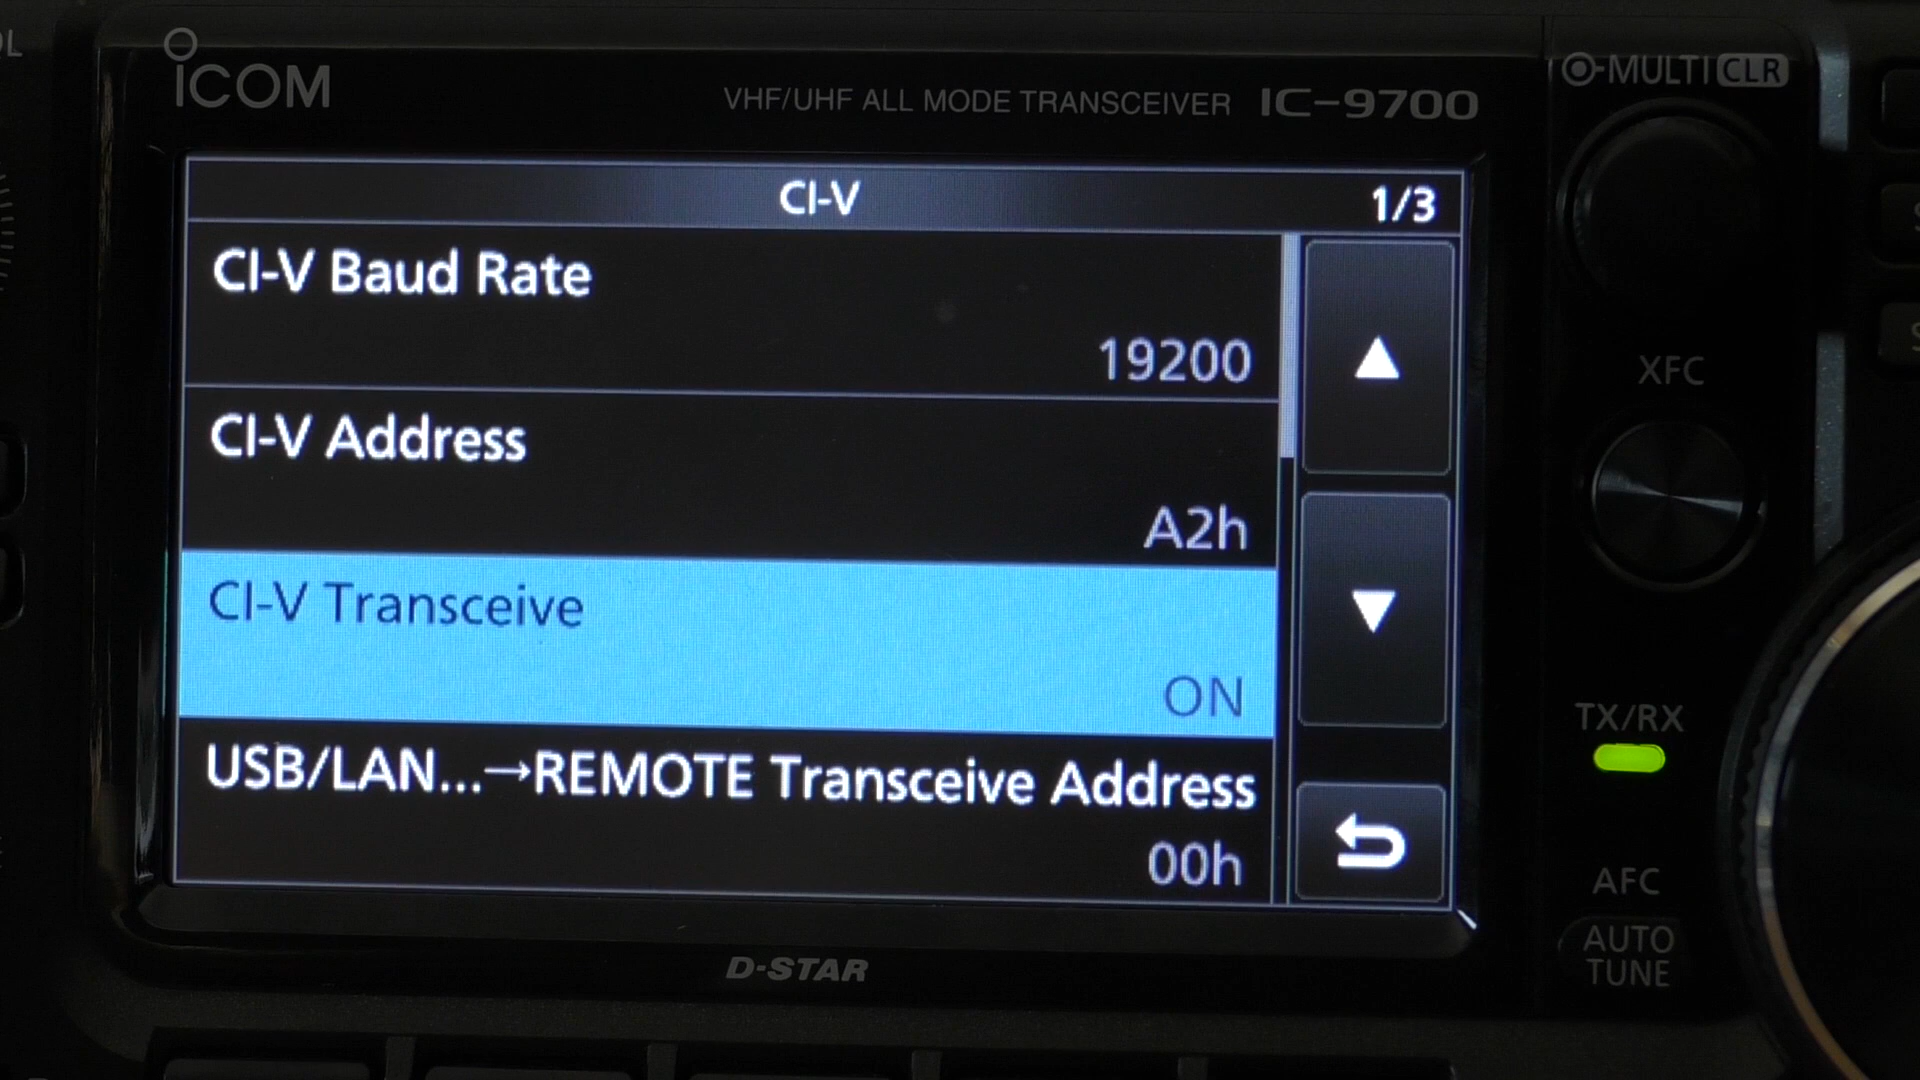 ICOM
VHF/UHF ALL MODE TRANSCEIVER IC-9700
MULTI CLR
CI-V 1/3
CI-V Baud Rate
19200
CI-V Address
A2h
CI-V Transceive
ON
USB/LAN...→REMOTE Transceive Address
00h
XFC
TX/RX
AFC
AUTO
TUNE
D-STAR